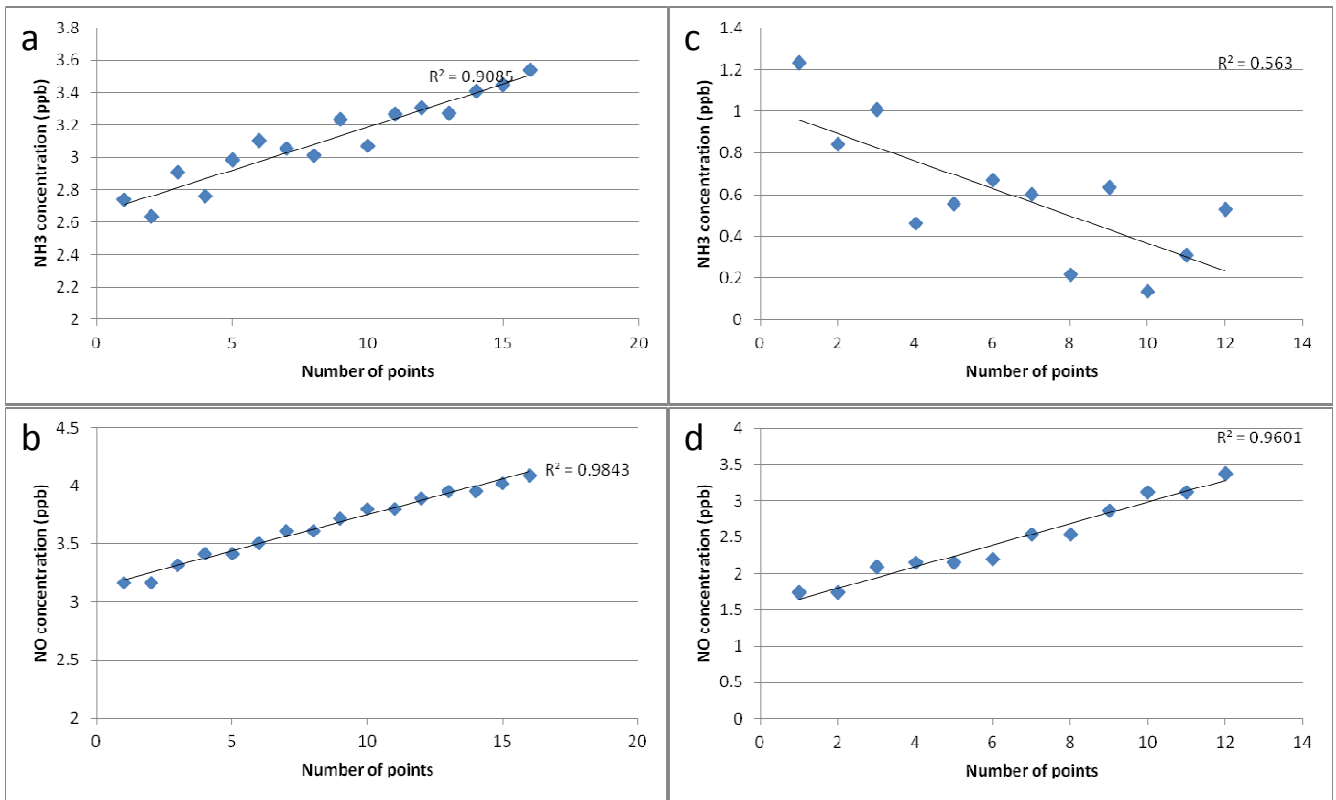 a
3.8
3.6
3.4
3.2
3
2.8
2.6
2.4
2.2
2
0 5 10 15 20
NH3 concentration (ppb)
Number of points
R² = 0.9085
c
1.4
1.2
1
0.8
0.6
0.4
0.2
0
0 2 4 6 8 10 12 14
NH3 concentration (ppb)
Number of points
R² = 0.563
b
4.5
4
3.5
3
2.5
2
0 5 10 15 20
NO concentration (ppb)
Number of points
R² = 0.9843
d
4
3.5
3
2.5
2
1.5
1
0.5
0
0 2 4 6 8 10 12 14
NO concentration (ppb)
Number of points
R² = 0.9601